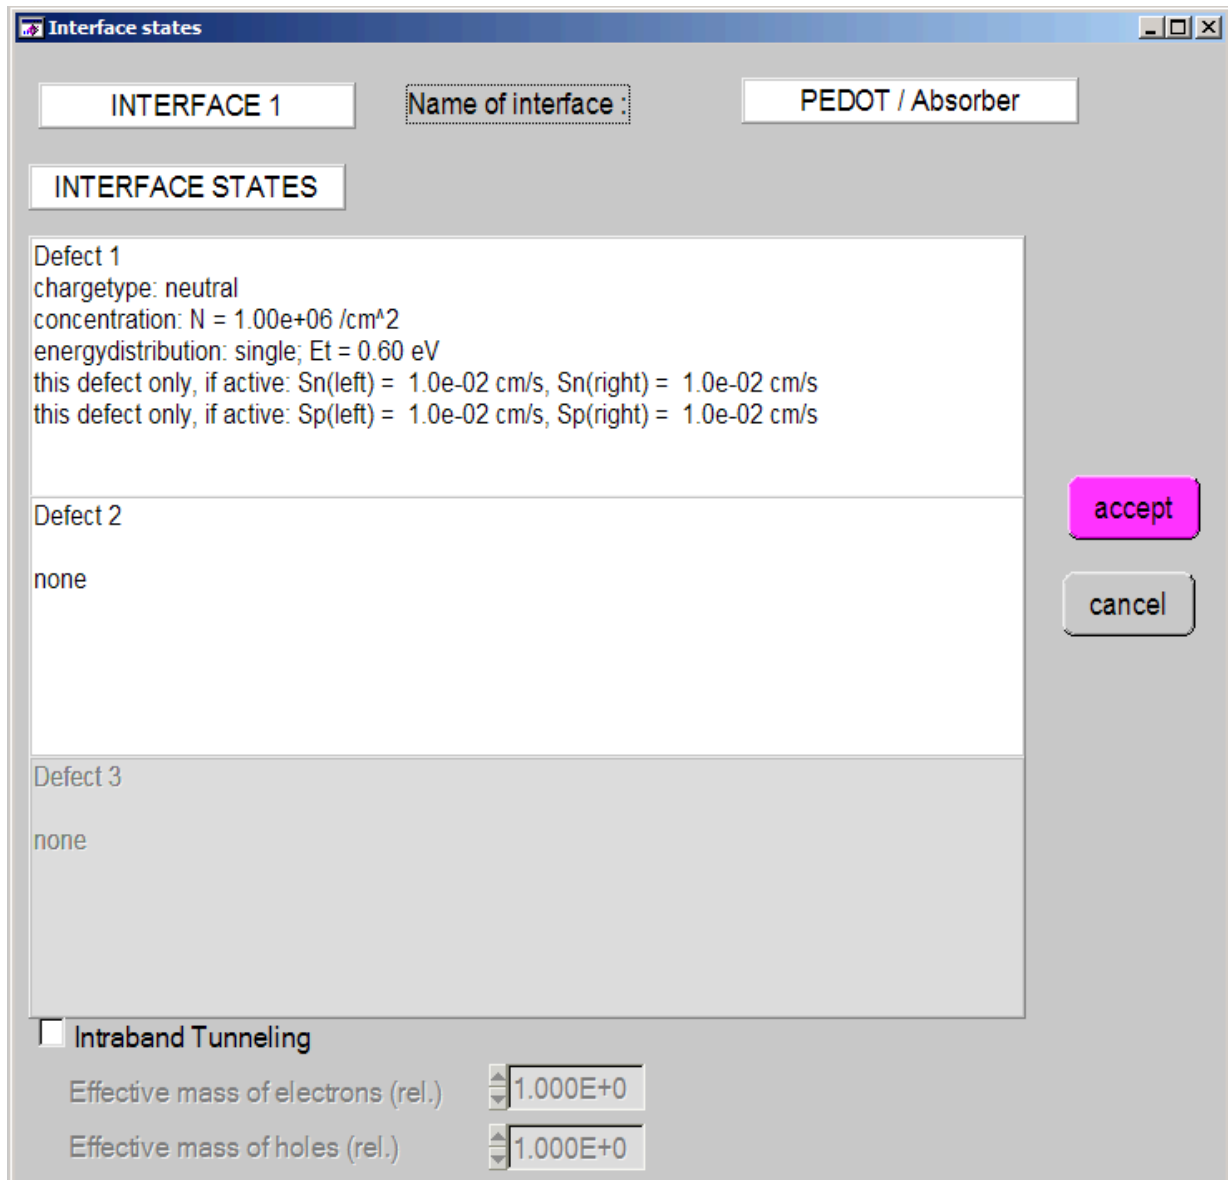 Interface states
INTERFACE 1 Name of interface : PEDOT / Absorber
INTERFACE STATES
Defect 1
chargetype: neutral
concentration: N = 1.00e+06 /cm^2
energydistribution: single; Et = 0.60 eV
this defect only, if active: Sn(left) = 1.0e-02 cm/s, Sn(right) = 1.0e-02 cm/s
this defect only, if active: Sp(left) = 1.0e-02 cm/s, Sp(right) = 1.0e-02 cm/s
Defect 2
none
accept
cancel
Defect 3
none
Intraband Tunneling
Effective mass of electrons (rel.) 1.000E+0
Effective mass of holes (rel.) 1.000E+0